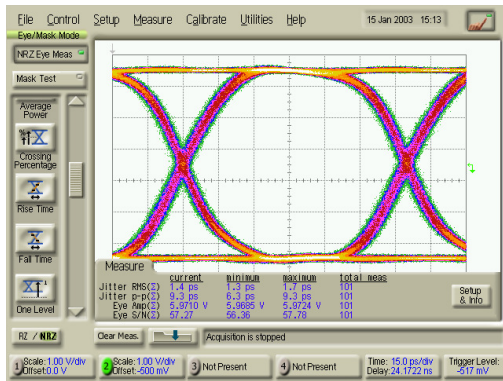 File Control Setup Measure Calibrate Utilities Help 15 Jan 2003 15:13
Eye/Mask Mode
NRZ Eye Meas
Mask Test
Average
Power
Crossing
Percentage
Rise Time
Fall Time
One Level
Measure
current minimum maximum total meas
Jitter RMS(Σ) 1.4 ps 1.3 ps 1.7 ps 101
Jitter p-p(Σ) 9.3 ps 6.3 ps 9.3 ps 101
Eye Amp(Σ) 5.9710 V 5.9685 V 5.9724 V 101
Eye S/N(Σ) 57.27 56.36 57.78 101
Setup
& Info
RZ / NRZ
Clear Meas.
Acquisition is stopped
1 Scale:1.00 V/div
Offset:0.0 V
2 Scale:1.00 V/div
Offset:-500 mV
3 Not Present
4 Not Present
Time: 15.0 ps/div
Delay:24.1722 ns
Trigger Level:
-517 mV